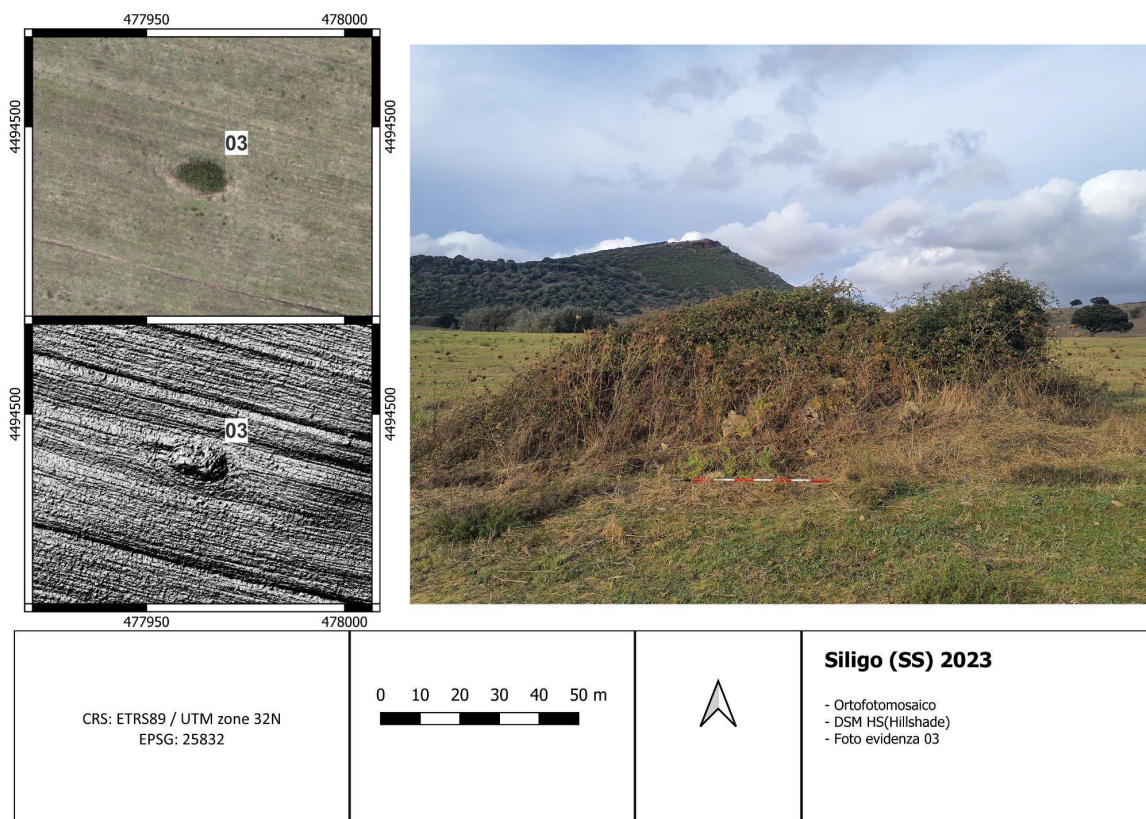 477950 478000
4494500
4494500
03
03
4494500
4494500
477950 478000
CRS: ETRS89 / UTM zone 32N
EPSG: 25832
0 10 20 30 40 50 m
Siligo (SS) 2023
- Ortofotomosaico
- DSM HS(Hillshade)
- Foto evidenza 03